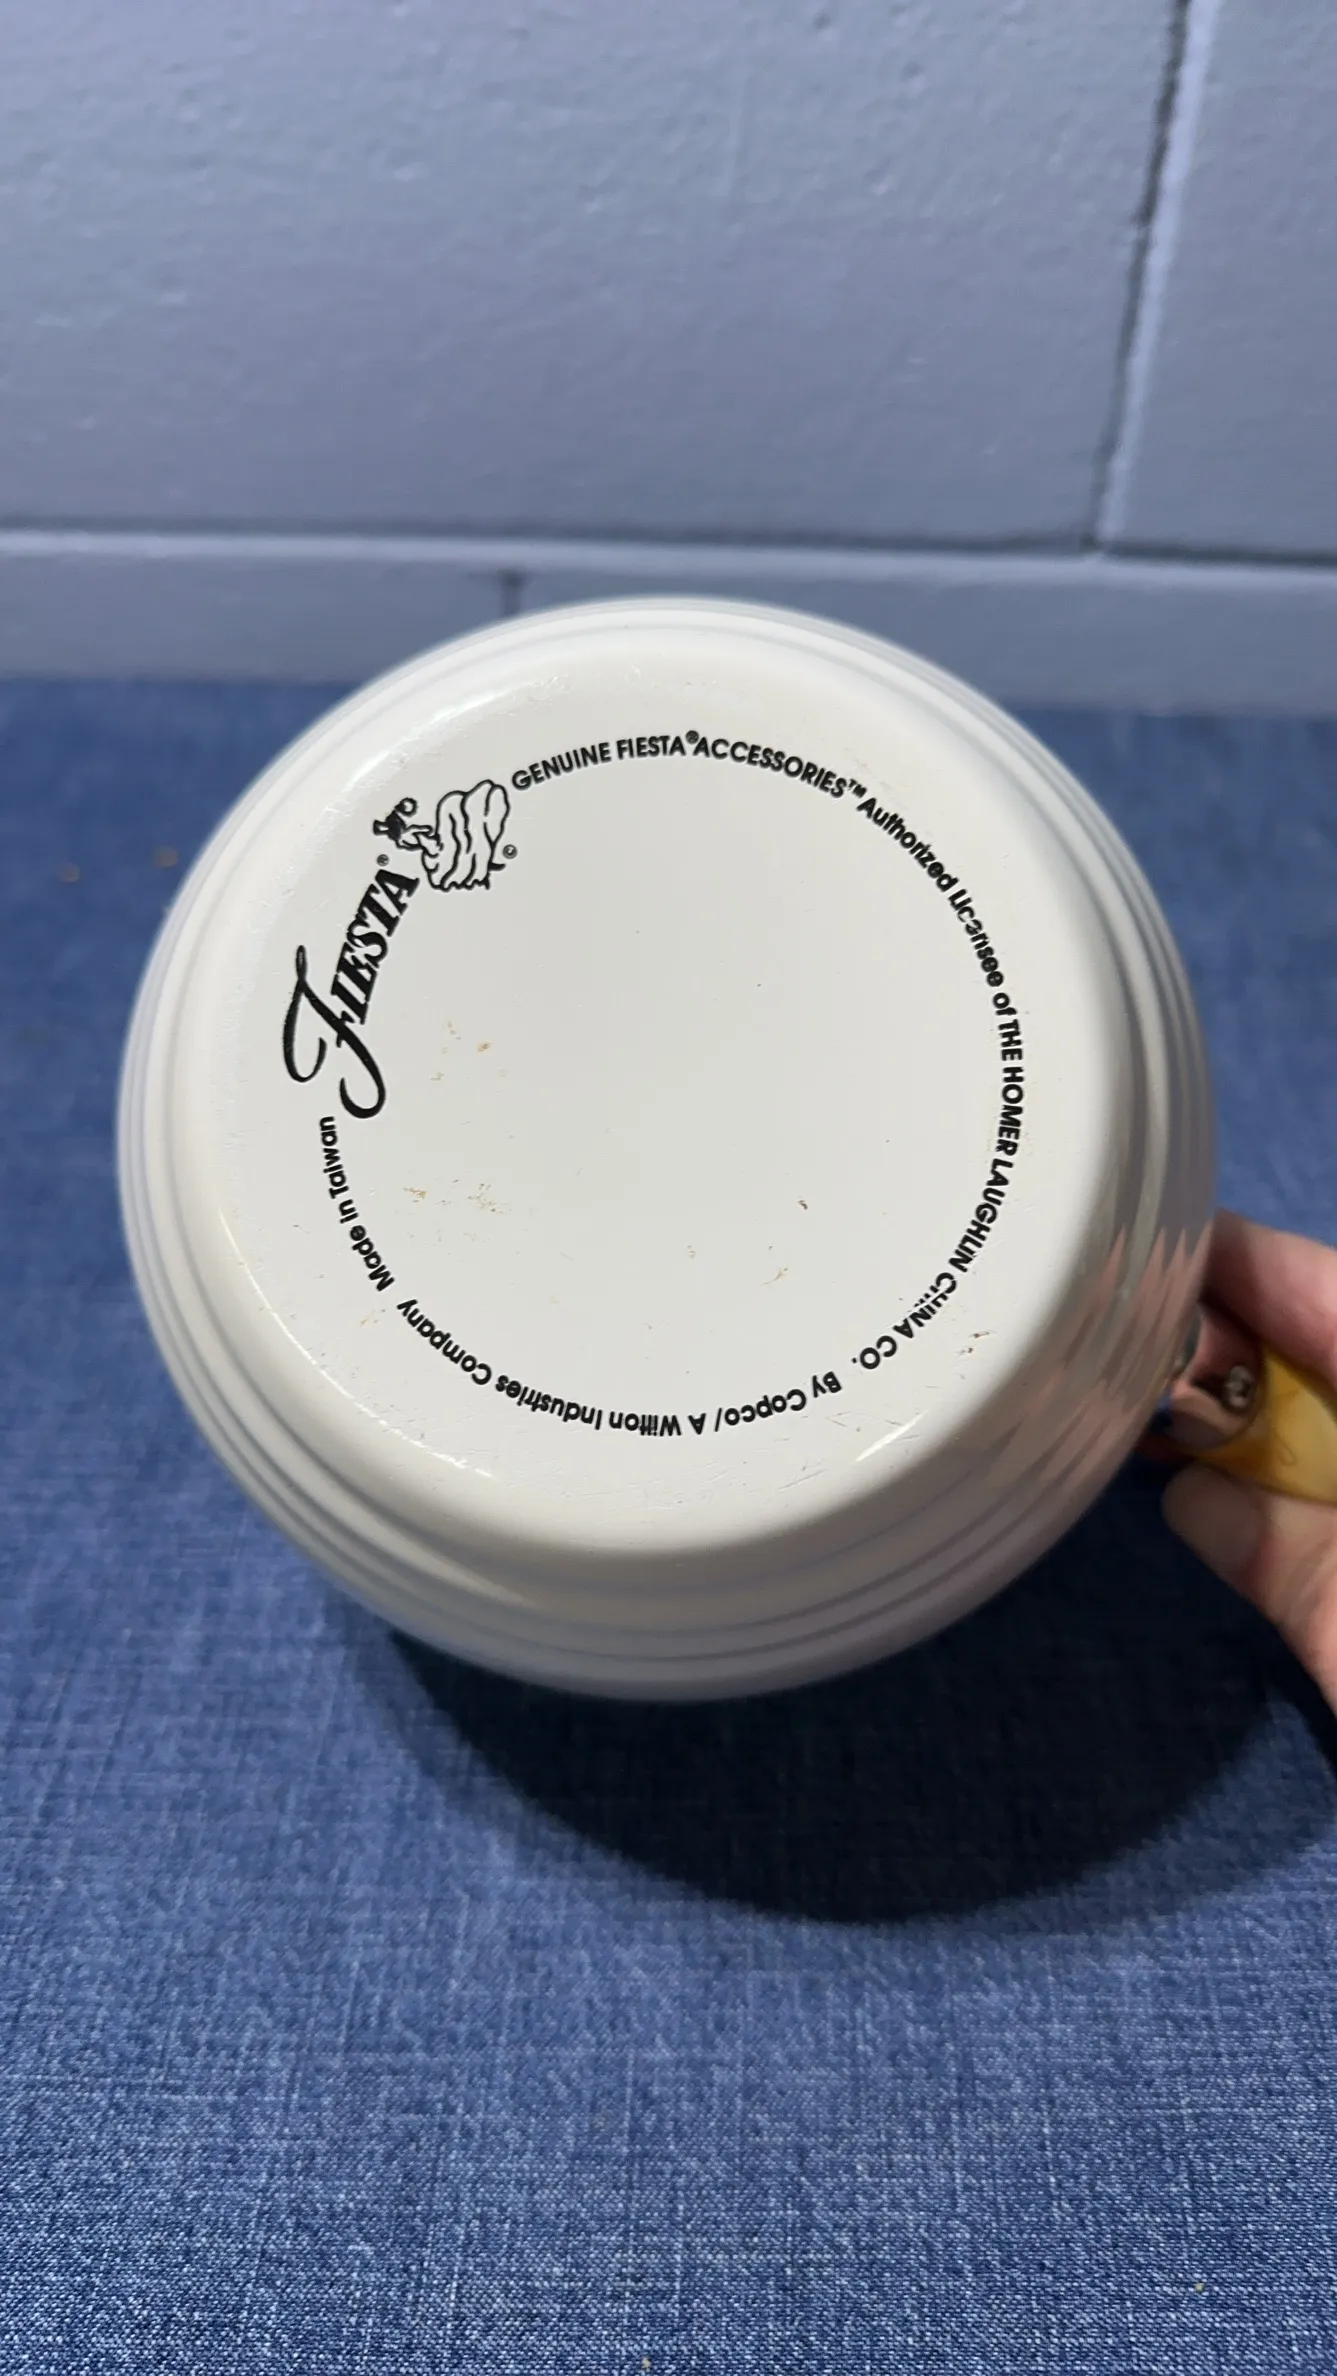 FIESTA®
©
GENUINE FIESTA® ACCESSORIES™ Authorized Licensee of THE HOMER LAUGHLIN CHINA CO. By Copco/A Wilton Industries Company Made in Taiwan